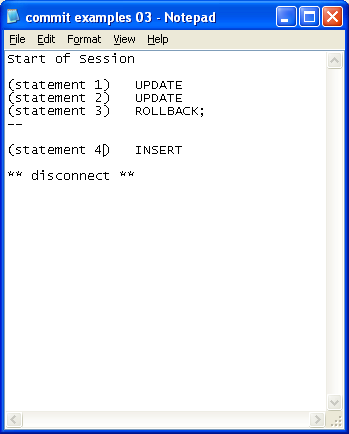 commit examples 03 - Notepad
File Edit Format View Help
Start of Session
(statement 1) UPDATE
(statement 2) UPDATE
(statement 3) ROLLBACK;
--
(statement 4) INSERT
** disconnect **